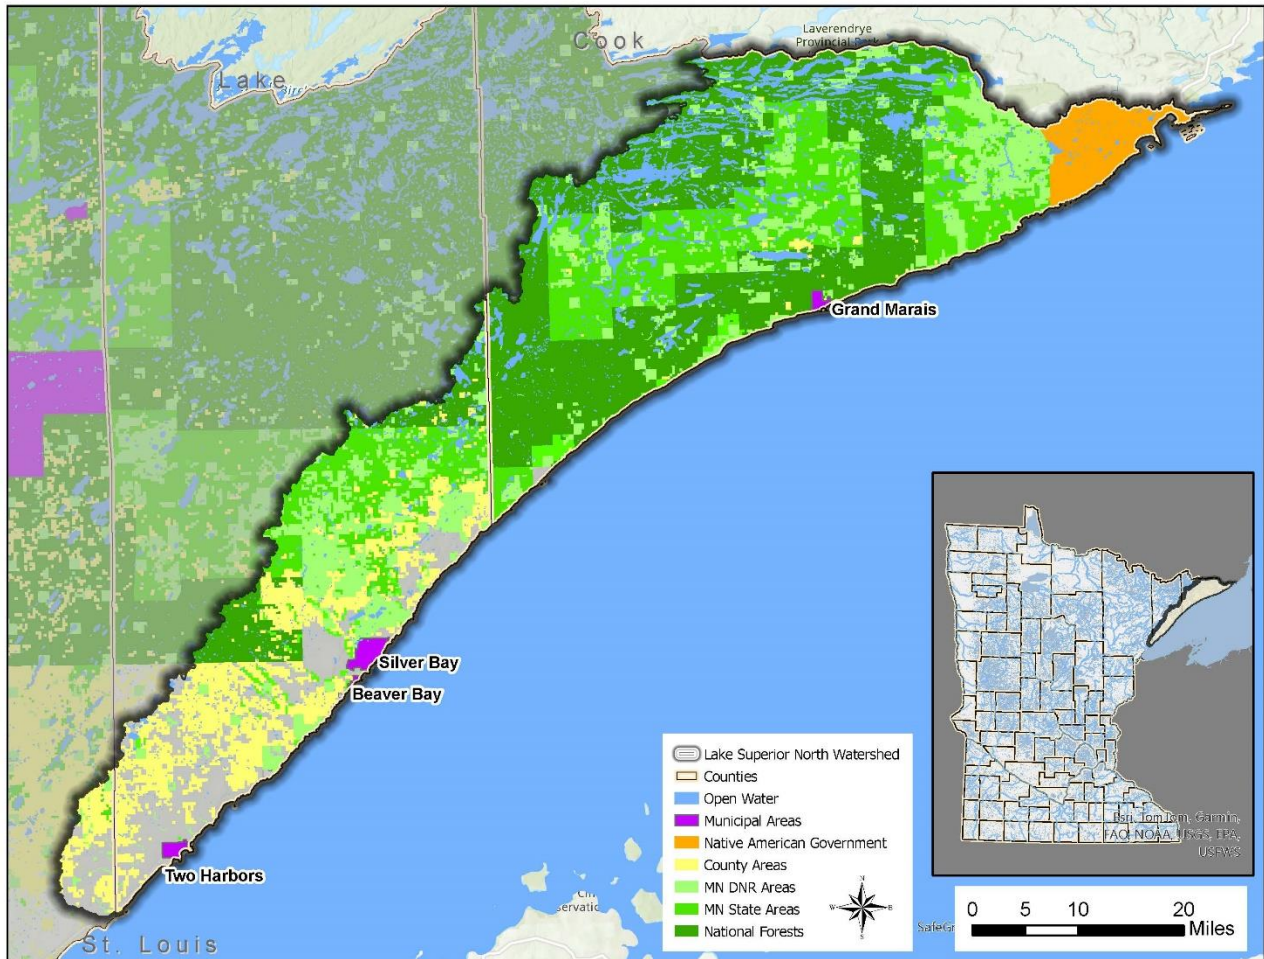 Cook
Laverendrye
Provincial Park
Lake
Grand Marais
Silver Bay
Beaver Bay
Two Harbors
St. Louis
Lake Superior North Watershed
Counties
Open Water
Municipal Areas
Native American Government
County Areas
MN DNR Areas
MN State Areas
National Forests
N
W
E
S
Esri, TomTom, Garmin,
FAO, NOAA, USGS, EPA,
USFWS
0 5 10 20
Miles